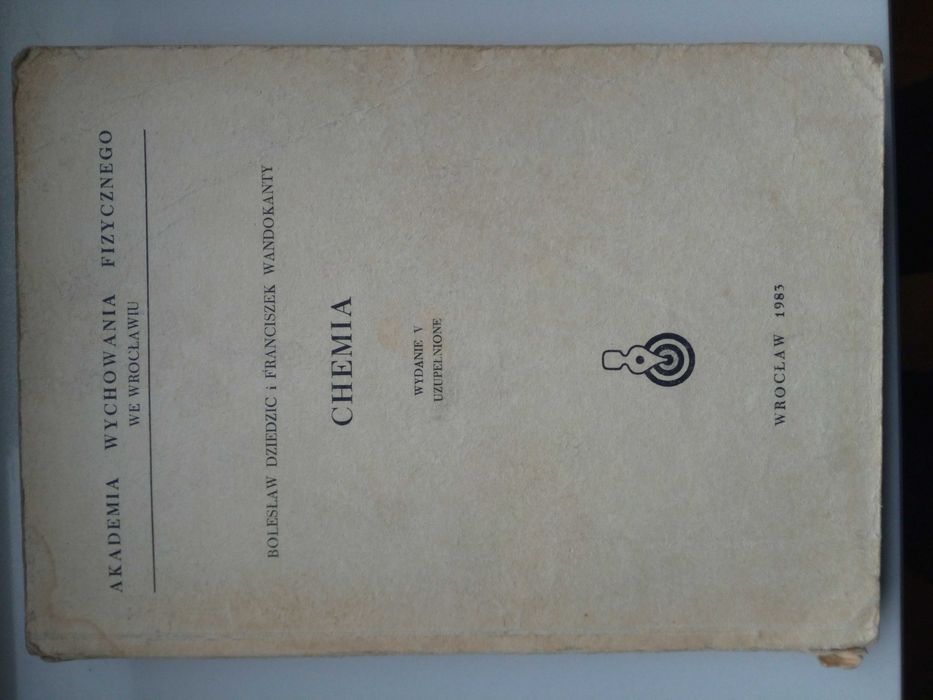 AKADEMIA WYCHOWANIA FIZYCZNEGO
WE WROCŁAWIU
BOLESŁAW DZIEDZIC i FRANCISZEK WANDOKANTY
CHEMIA
WYDANIE V
UZUPEŁNIONE
WROCŁAW 1983